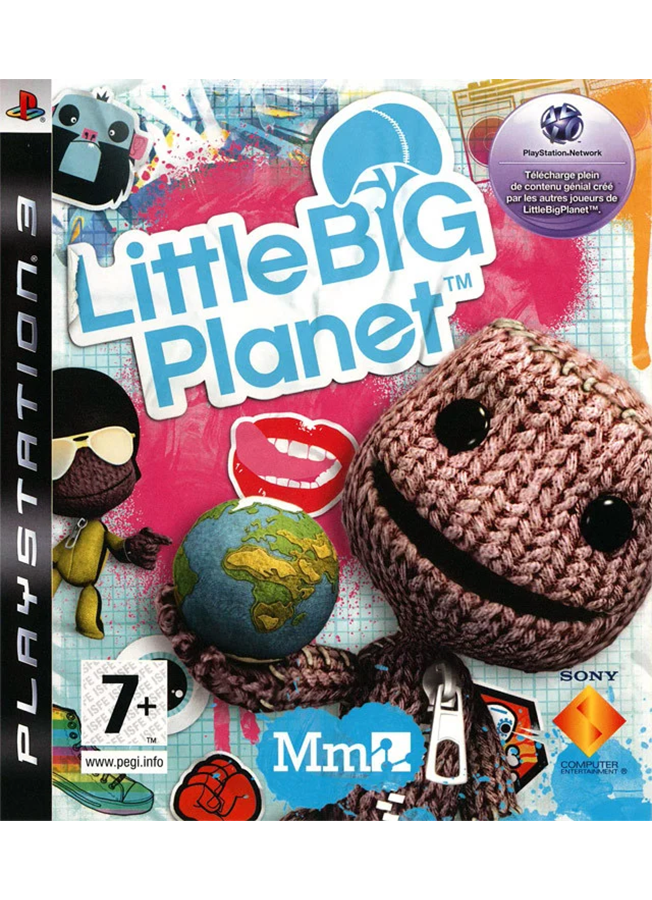 PLAYSTATION 3
PlayStation Network
Télécharge plein
de contenu génial créé
par les autres joueurs de
LittleBigPlanet™.
LittleBIG
Planet™
7+
™
www.pegi.info
Mm
SONY
COMPUTER
ENTERTAINMENT ®